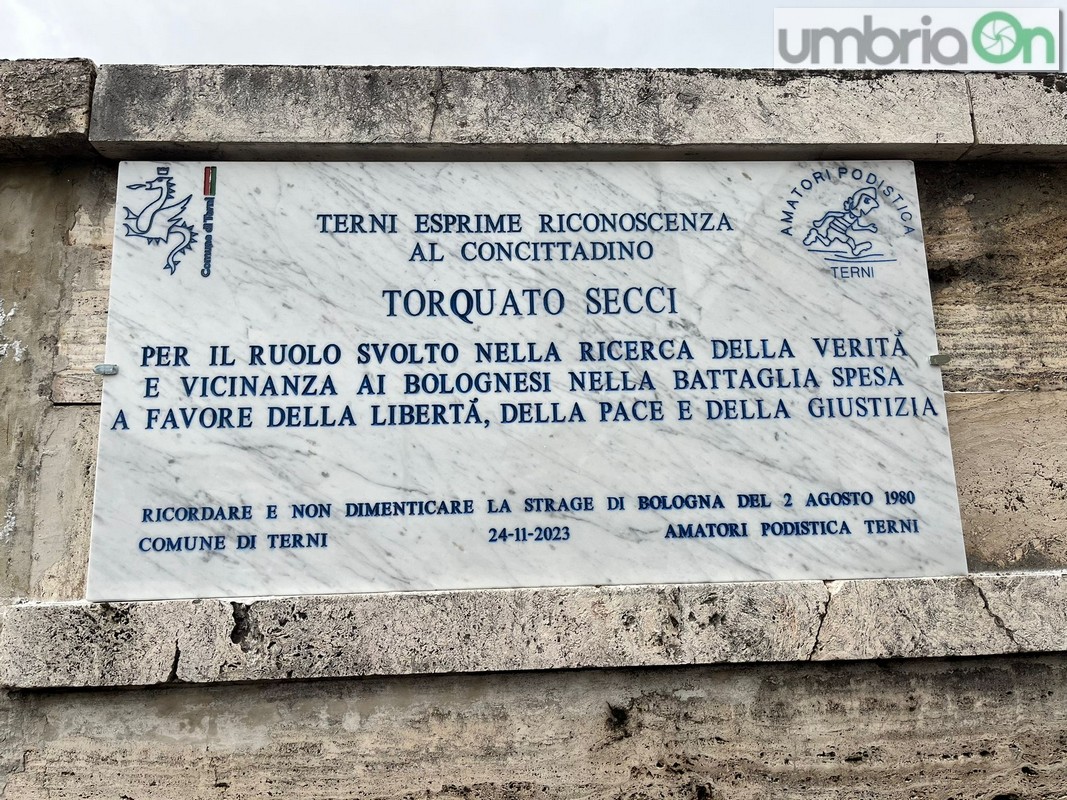 umbriaOn
Comune di Terni
AMATORI PODISTICA
TERNI
TERNI ESPRIME RICONOSCENZA
AL CONCITTADINO
TORQUATO SECCI
PER IL RUOLO SVOLTO NELLA RICERCA DELLA VERITÁ
E VICINANZA AI BOLOGNESI NELLA BATTAGLIA SPESA
A FAVORE DELLA LIBERTÁ, DELLA PACE E DELLA GIUSTIZIA
RICORDARE E NON DIMENTICARE LA STRAGE DI BOLOGNA DEL 2 AGOSTO 1980
COMUNE DI TERNI 24-11-2023 AMATORI PODISTICA TERNI